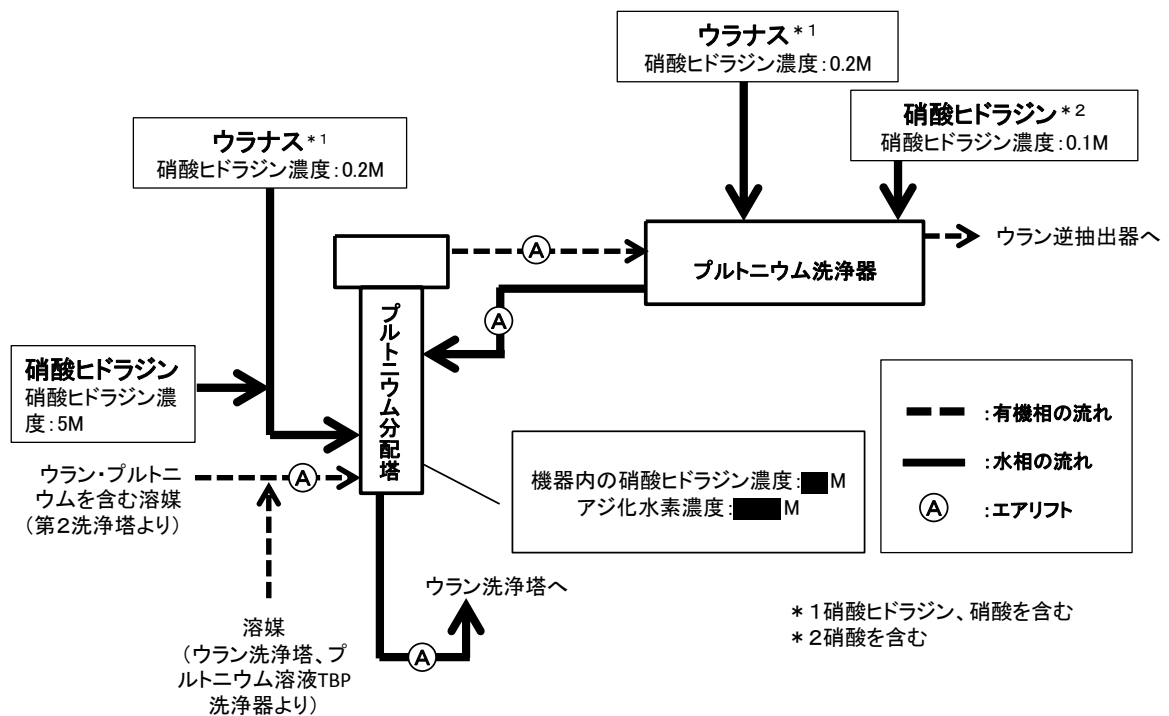 ウラナス*1
硝酸ヒドラジン濃度:0.2M
硝酸ヒドラジン*2
硝酸ヒドラジン濃度:0.1M
ウラナス*1
硝酸ヒドラジン濃度:0.2M
A
プルトニウム洗浄器
ウラン逆抽出器へ
A
プルトニウム分配塔
硝酸ヒドラジン
硝酸ヒドラジン濃
度:5M
ウラン・プルトニ
ウムを含む溶媒
(第2洗浄塔より)
A
機器内の硝酸ヒドラジン濃度: M
アジ化水素濃度: M
:有機相の流れ
:水相の流れ
A :エアリフト
ウラン洗浄塔へ
A
溶媒
(ウラン洗浄塔、プ
ルトニウム溶液TBP
洗浄器より)
*1硝酸ヒドラジン、硝酸を含む
*2硝酸を含む